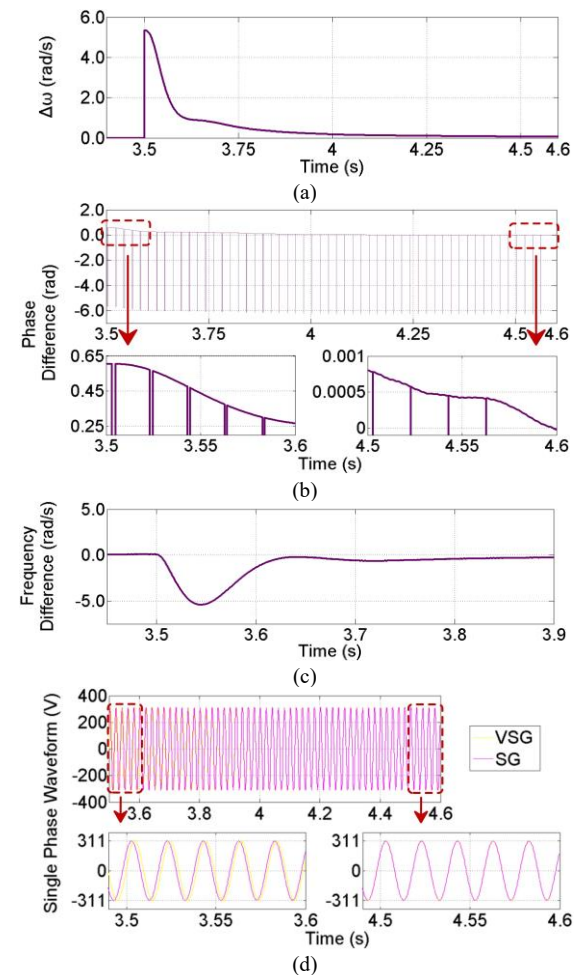 6.0
4.0
2.0
0.0
Δω (rad/s)
3.5 3.75 4 4.25 4.5 4.6
Time (s)
(a)
2.0
0.0
-2.0
-4.0
-6.0
3.5 3.75 4 4.5 4.6
Phase
Difference (rad)
0.65
0.45
0.25
3.5 3.55 3.6
0.001
0.0005
0
4.5 4.55 4.6
Time (s)
(b)
5.0
0.0
-5.0
Frequency
Difference (rad/s)
3.5 3.6 3.7 3.8 3.9
Time (s)
(c)
400
200
0
-200
-400
3.6 3.8 4 4.2 4.4 4.6
VSG
SG
Single Phase Waveform (V)
311
0
-311
3.5 3.55 3.6
311
0
-311
4.5 4.55 4.6
Time (s)
(d)